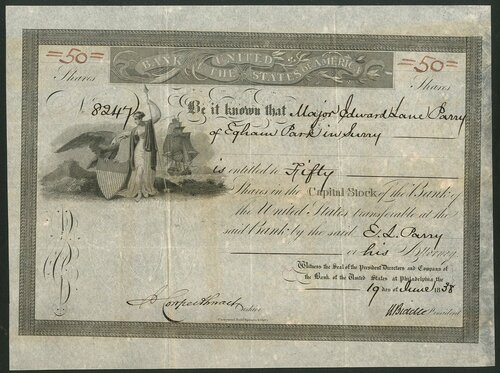 =50=
BANK OF THE UNITED STATES OF AMERICA
=50=
Shares
Shares
8247
Be it known that Major Edward Lane Parry
of Egham Park in Surry
is entitled to Fifty
Shares in the Capital Stock of the Bank of
the United States transferable at the
said Bank by the said E. L. Parry
or his Attorney
Witness the Seal of the President Directors and Company of
the Bank of the United States at Philadelphia the
19 day of June 1838
Cashier
N Biddle President